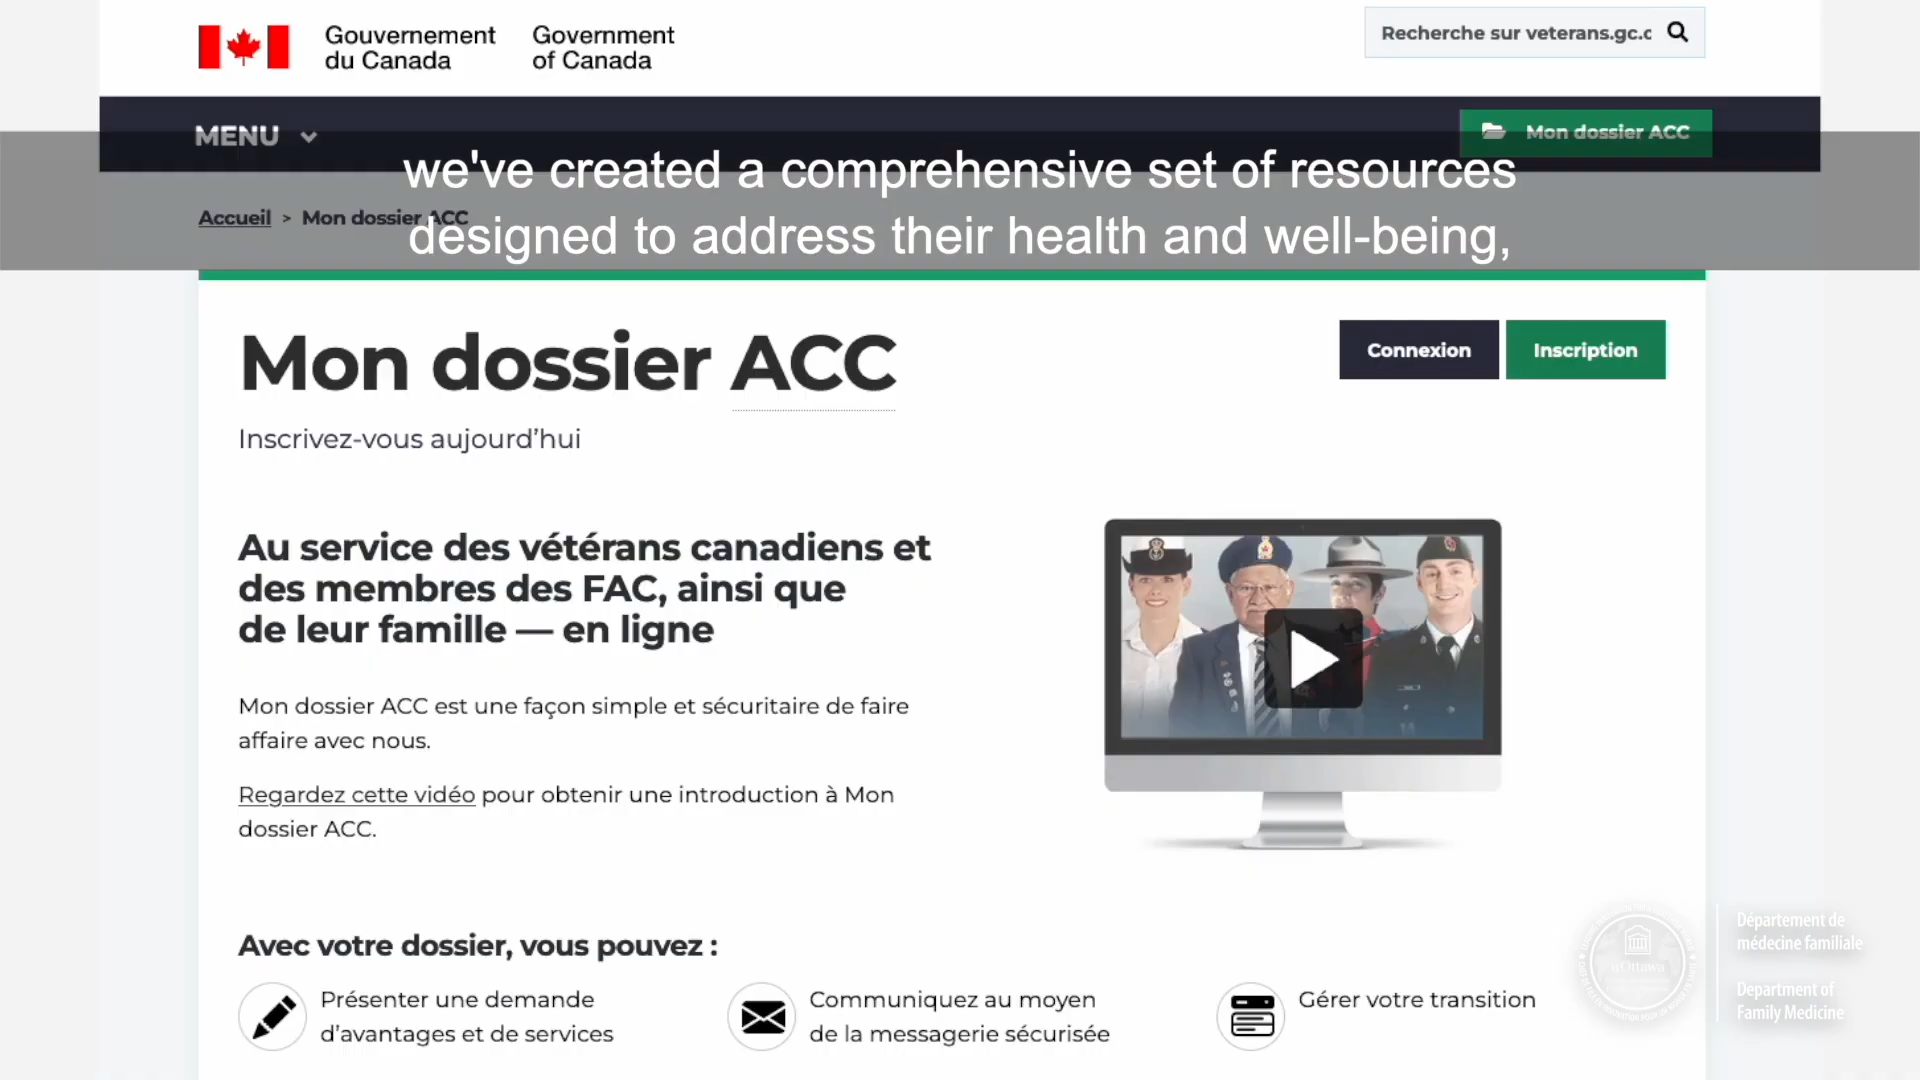 Gouvernement
du Canada
Government
of Canada
Recherche sur veterans.gc.c
MENU
Mon dossier ACC
we've created a comprehensive set of resources
designed to address their health and well-being,
Accueil > Mon dossier ACC
Mon dossier ACC
Connexion
Inscription
Inscrivez-vous aujourd’hui
Au service des vétérans canadiens et
des membres des FAC, ainsi que
de leur famille — en ligne
Mon dossier ACC est une façon simple et sécuritaire de faire
affaire avec nous.
Regardez cette vidéo pour obtenir une introduction à Mon
dossier ACC.
Avec votre dossier, vous pouvez :
Présenter une demande
d’avantages et de services
Communiquez au moyen
de la messagerie sécurisée
Gérer votre transition
uOttawa
Département de
médecine familiale
Department of
Family Medicine